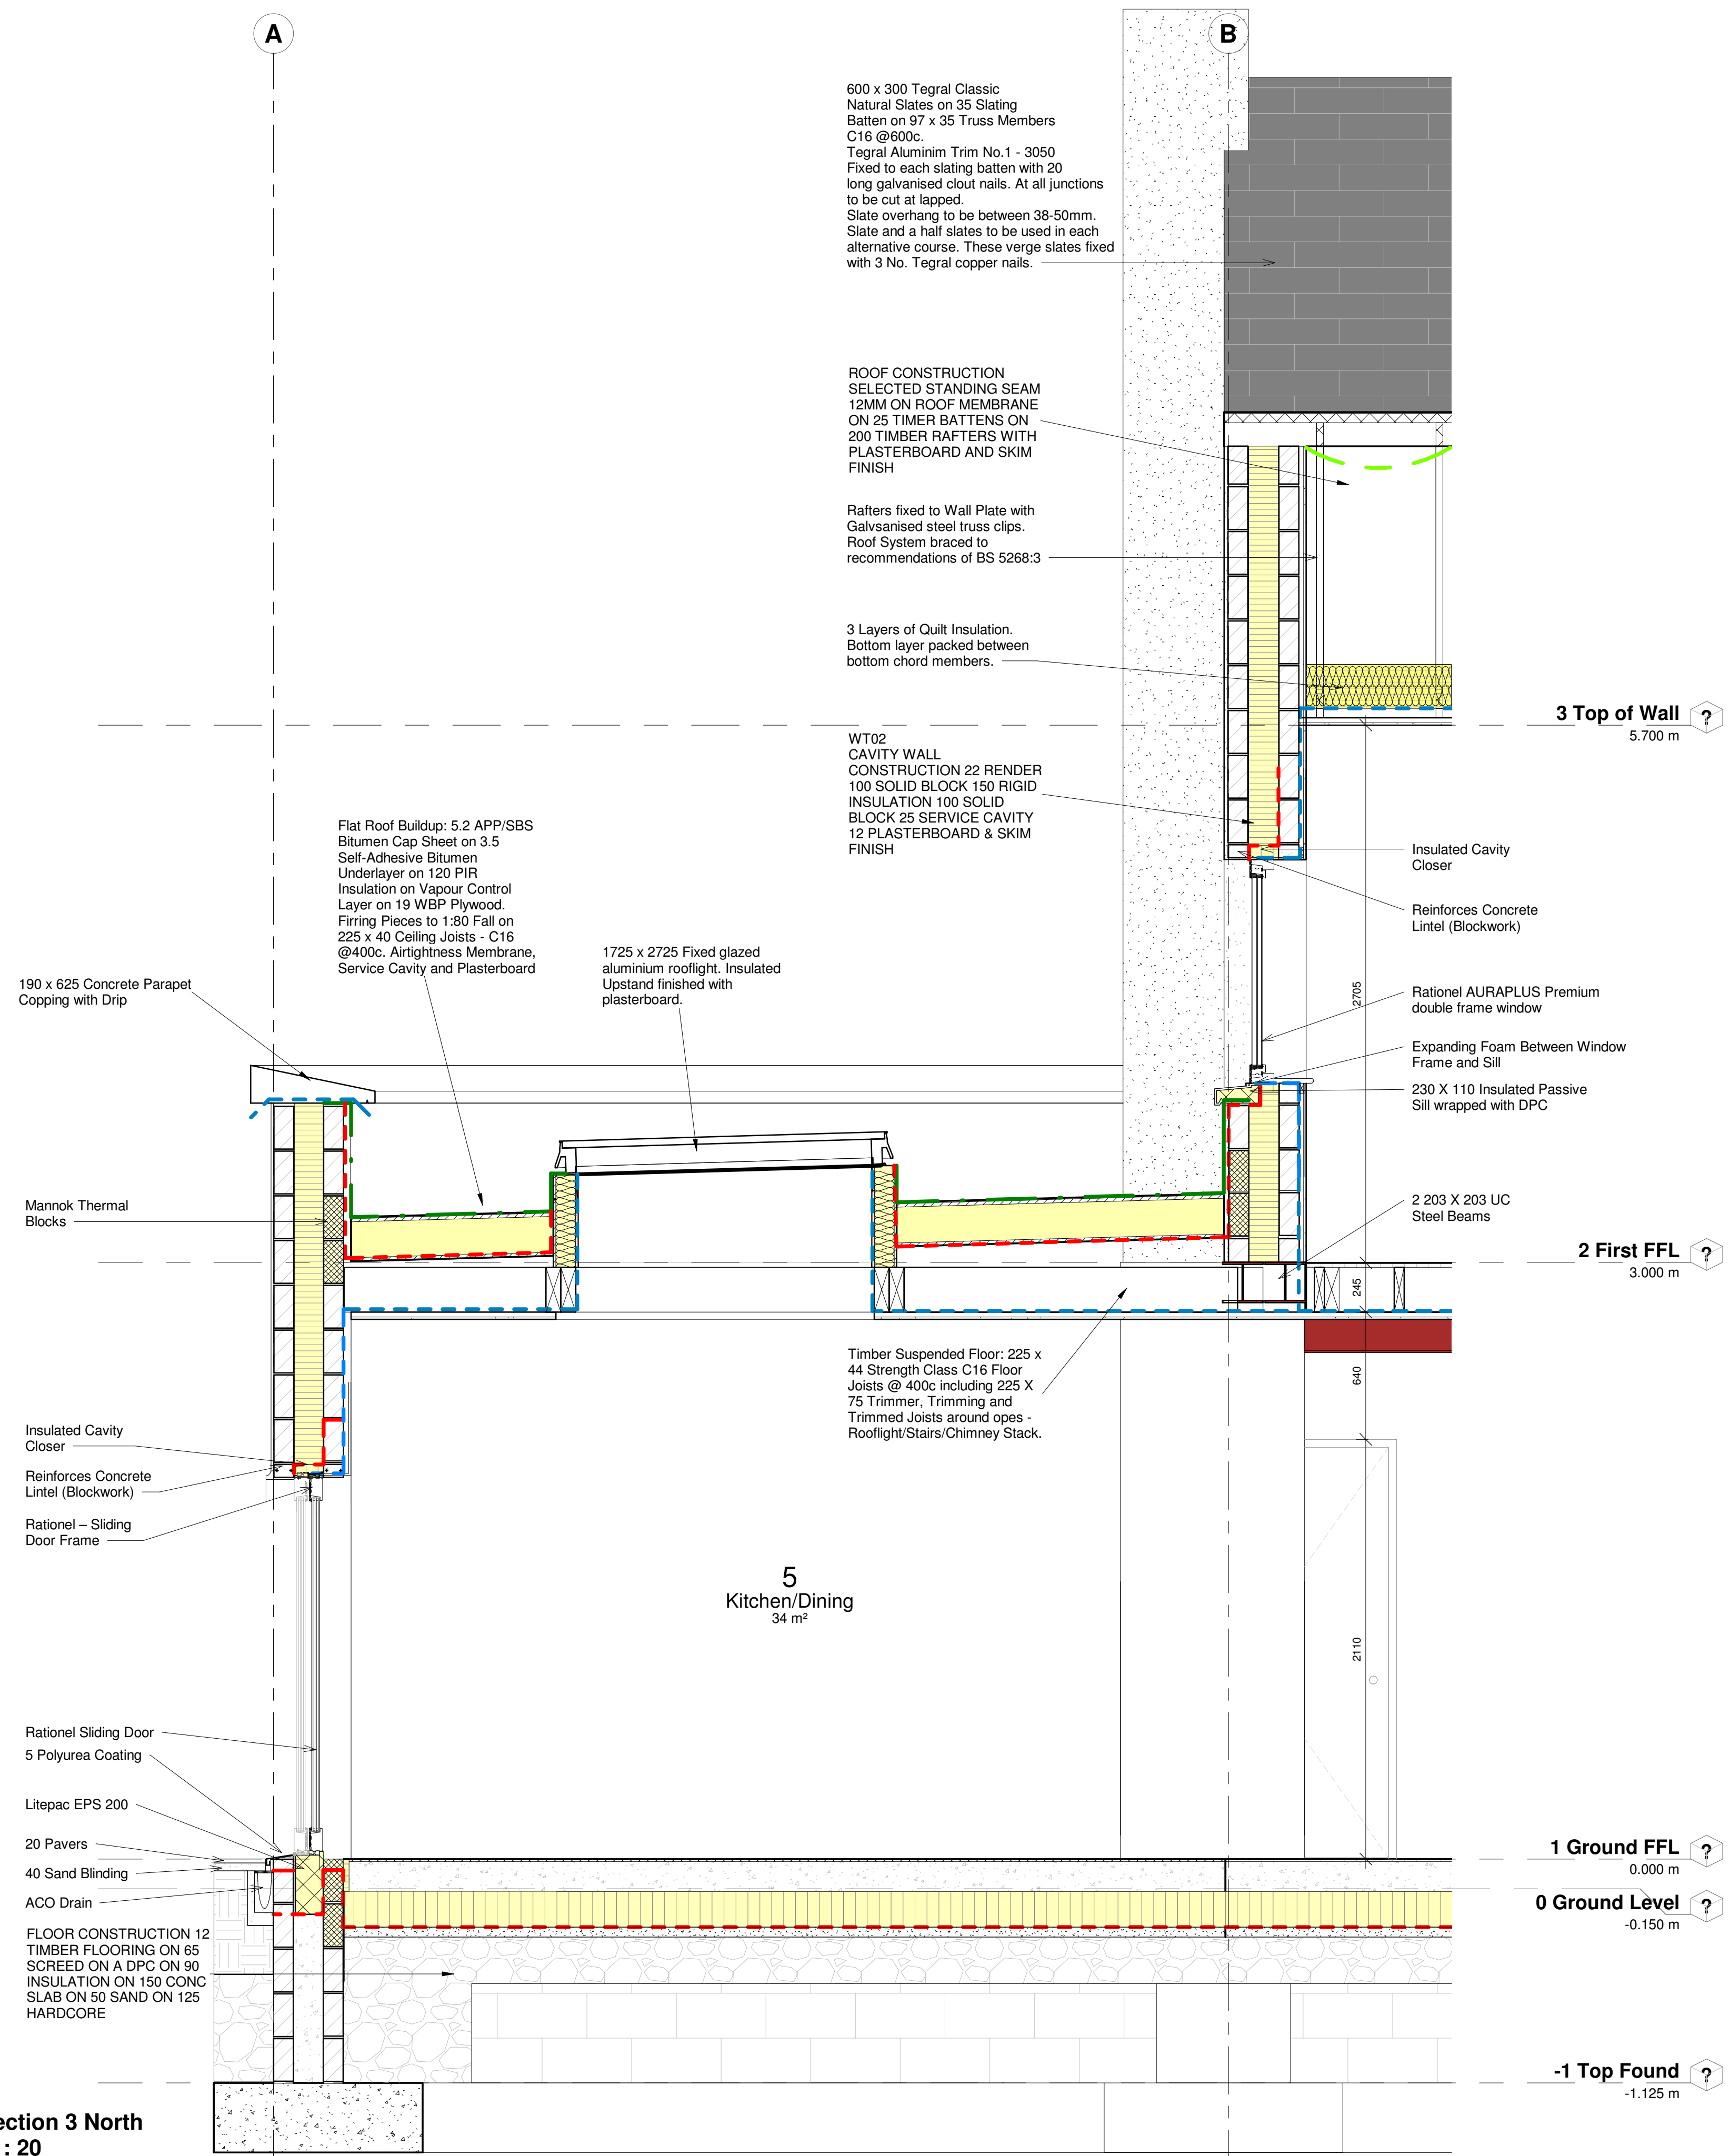 A
B
600 x 300 Tegral Classic
Natural Slates on 35 Slating
Batten on 97 x 35 Truss Members
C16 @600c.
Tegral Aluminim Trim No.1 - 3050
Fixed to each slating batten with 20
long galvanised clout nails. At all junctions
to be cut at lapped.
Slate overhang to be between 38-50mm.
Slate and a half slates to be used in each
alternative course. These verge slates fixed
with 3 No. Tegral copper nails.
ROOF CONSTRUCTION
SELECTED STANDING SEAM
12MM ON ROOF MEMBRANE
ON 25 TIMER BATTENS ON
200 TIMBER RAFTERS WITH
PLASTERBOARD AND SKIM
FINISH
Rafters fixed to Wall Plate with
Galvsanised steel truss clips.
Roof System braced to
recommendations of BS 5268:3
3 Layers of Quilt Insulation.
Bottom layer packed between
bottom chord members.
3 Top of Wall
?
5.700 m
WT02
CAVITY WALL
CONSTRUCTION 22 RENDER
100 SOLID BLOCK 150 RIGID
INSULATION 100 SOLID
BLOCK 25 SERVICE CAVITY
12 PLASTERBOARD & SKIM
FINISH
Flat Roof Buildup: 5.2 APP/SBS
Bitumen Cap Sheet on 3.5
Self-Adhesive Bitumen
Underlayer on 120 PIR
Insulation on Vapour Control
Layer on 19 WBP Plywood.
Firring Pieces to 1:80 Fall on
225 x 40 Ceiling Joists - C16
@400c. Airtightness Membrane,
Service Cavity and Plasterboard
1725 x 2725 Fixed glazed
aluminium rooflight. Insulated
Upstand finished with
plasterboard.
190 x 625 Concrete Parapet
Copping with Drip
Insulated Cavity
Closer
Reinforces Concrete
Lintel (Blockwork)
2705
Rationel AURAPLUS Premium
double frame window
Expanding Foam Between Window
Frame and Sill
230 X 110 Insulated Passive
Sill wrapped with DPC
Mannok Thermal
Blocks
2 203 X 203 UC
Steel Beams
2 First FFL
?
3.000 m
245
Timber Suspended Floor: 225 x
44 Strength Class C16 Floor
Joists @ 400c including 225 X
75 Trimmer, Trimming and
Trimmed Joists around opes -
Rooflight/Stairs/Chimney Stack.
640
Insulated Cavity
Closer
Reinforces Concrete
Lintel (Blockwork)
Rationel – Sliding
Door Frame
5
Kitchen/Dining
34 m²
2110
Rationel Sliding Door
5 Polyurea Coating
Litepac EPS 200
20 Pavers
40 Sand Blinding
ACO Drain
1 Ground FFL
?
0.000 m
0 Ground Level
?
-0.150 m
FLOOR CONSTRUCTION 12
TIMBER FLOORING ON 65
SCREED ON A DPC ON 90
INSULATION ON 150 CONC
SLAB ON 50 SAND ON 125
HARDCORE
-1 Top Found
?
-1.125 m
ection 3 North
: 20